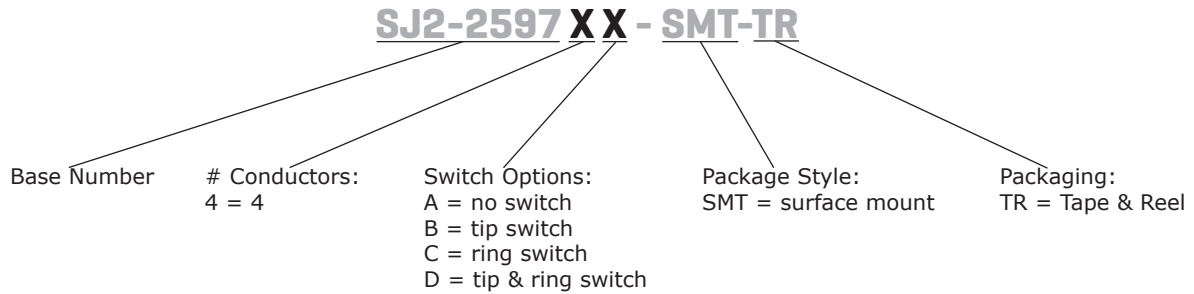 SJ2-2597 X X - SMT-TR
Base Number
# Conductors:
4 = 4
Switch Options:
A = no switch
B = tip switch
C = ring switch
D = tip & ring switch
Package Style:
SMT = surface mount
Packaging:
TR = Tape & Reel